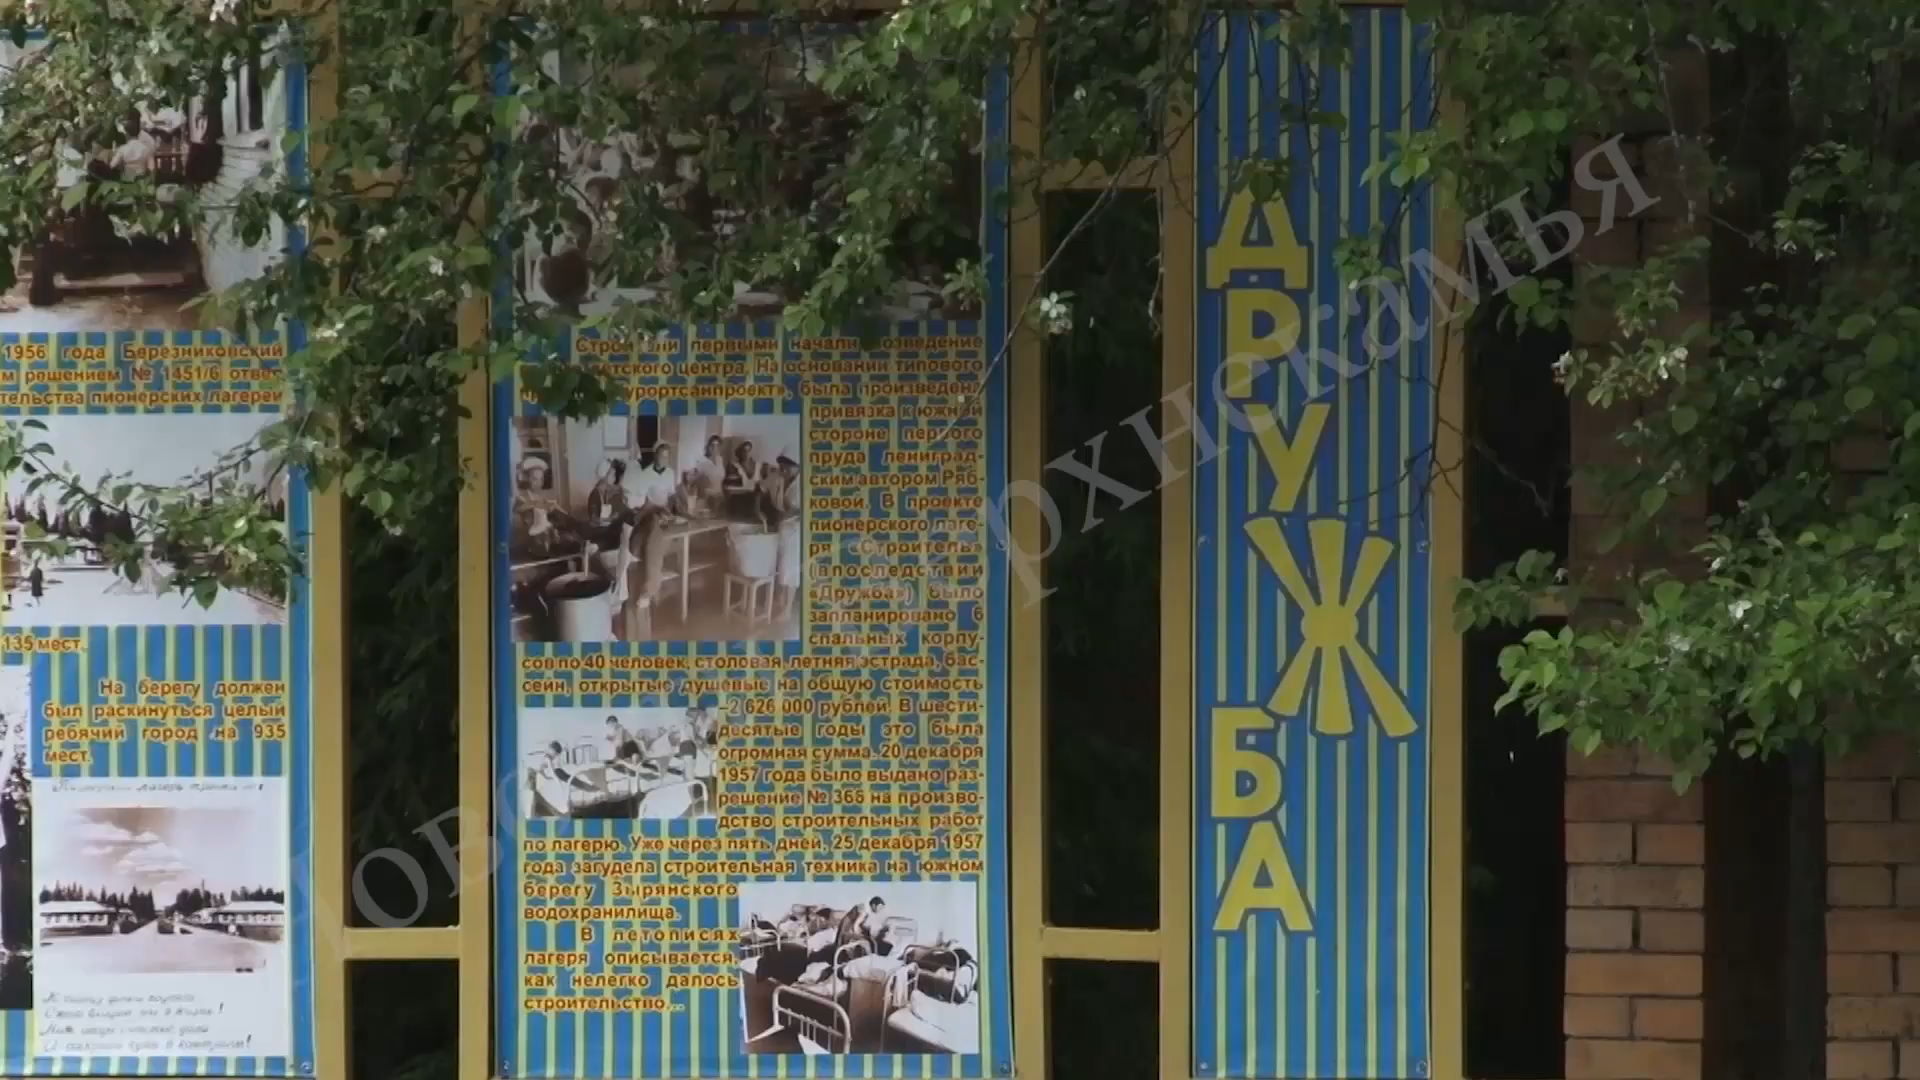 1956 года Березниковский
м решением № 1451/6 отвел
тельства пионерских лагерей
135 мест.
На берегу должен
был раскинуться целый
ребячий город на 935
мест.
Строители первыми начали возведение
детского центра. На основании типового
курортсанпроект», была произведена
привязка к южной
стороне первого
пруда ленинград-
ским автором Ряб-
ковой. В проекте
пионерского лаге-
ря «Строитель»
(впоследствии
«Дружба») было
запланировано 6
спальных корпу-
сов по 40 человек, столовая, летняя эстрада, бас-
сейн, открытые душевые на общую стоимость
–2 626 000 рублей. В шести-
десятые годы это была
огромная сумма. 20 декабря
1957 года было выдано раз-
решение № 365 на произво-
дство строительных работ
по лагерю. Уже через пять дней, 25 декабря 1957
года загудела строительная техника на южном
берегу Зырянского
водохранилища.
В летописях
лагеря описывается,
как нелегко далось
строительство...
ДРУЖБА